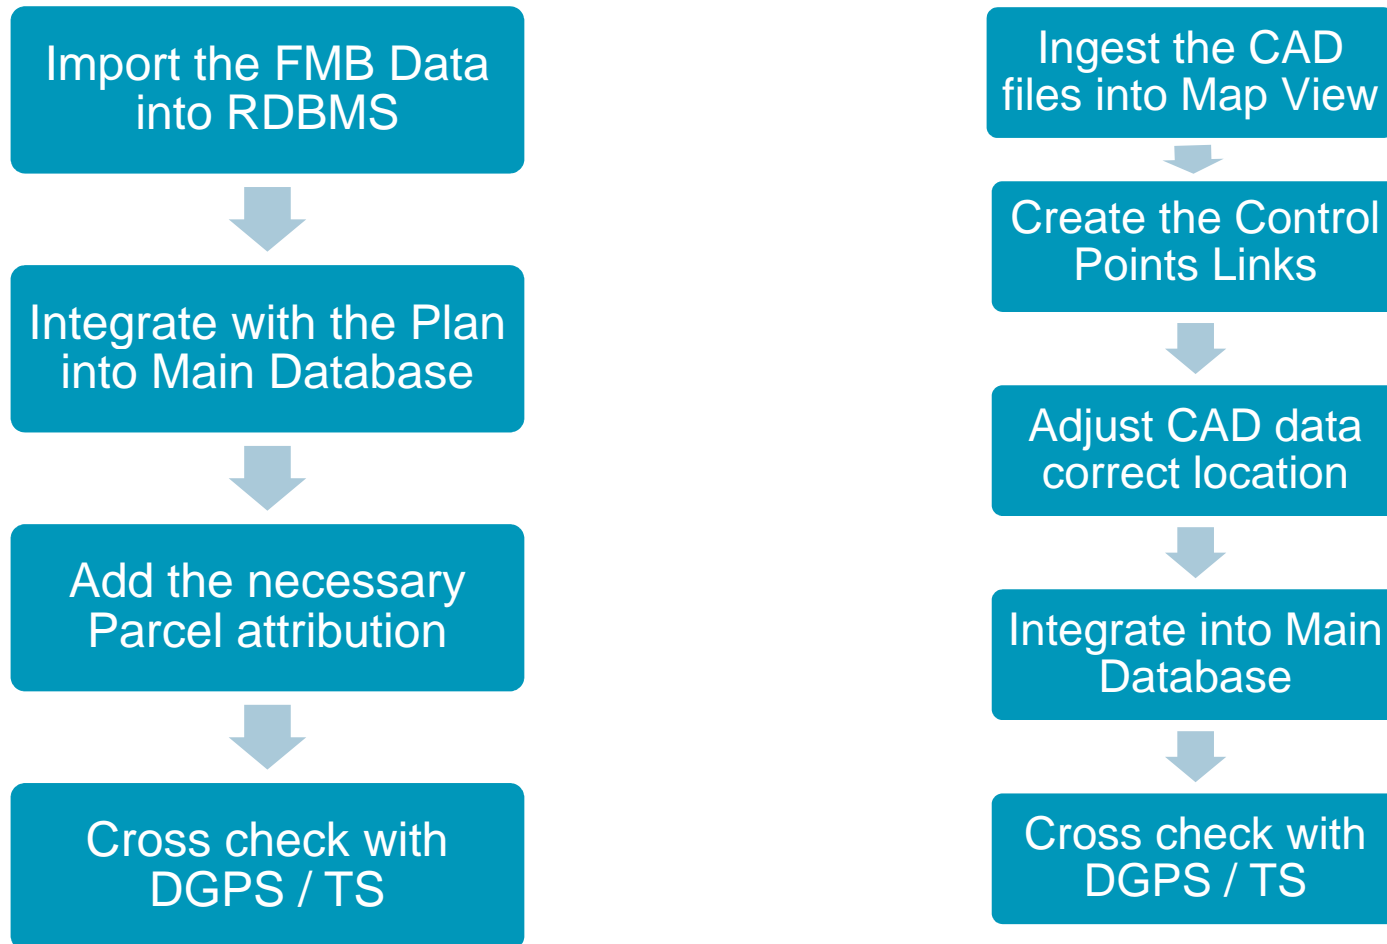 Import the FMB Data
into RDBMS
Integrate with the Plan
into Main Database
Add the necessary
Parcel attribution
Cross check with
DGPS / TS
Ingest the CAD
files into Map View
Create the Control
Points Links
Adjust CAD data
correct location
Integrate into Main
Database
Cross check with
DGPS / TS